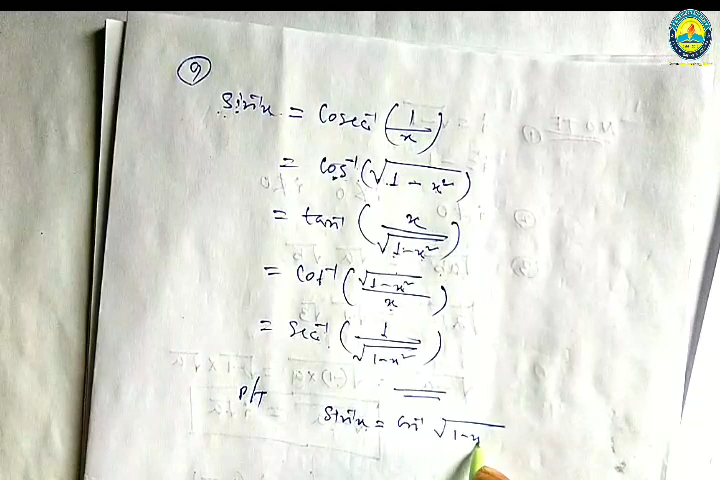 9
Sin⁻¹x = Cosec⁻¹(1/x)
= cos⁻¹(√1 − x²)
= tan⁻¹(x/√1−x²)
= cot⁻¹(√1−x²/x)
= sec⁻¹(1/√1−x²)
P/T
Sin⁻¹x = cos⁻¹ √1−x